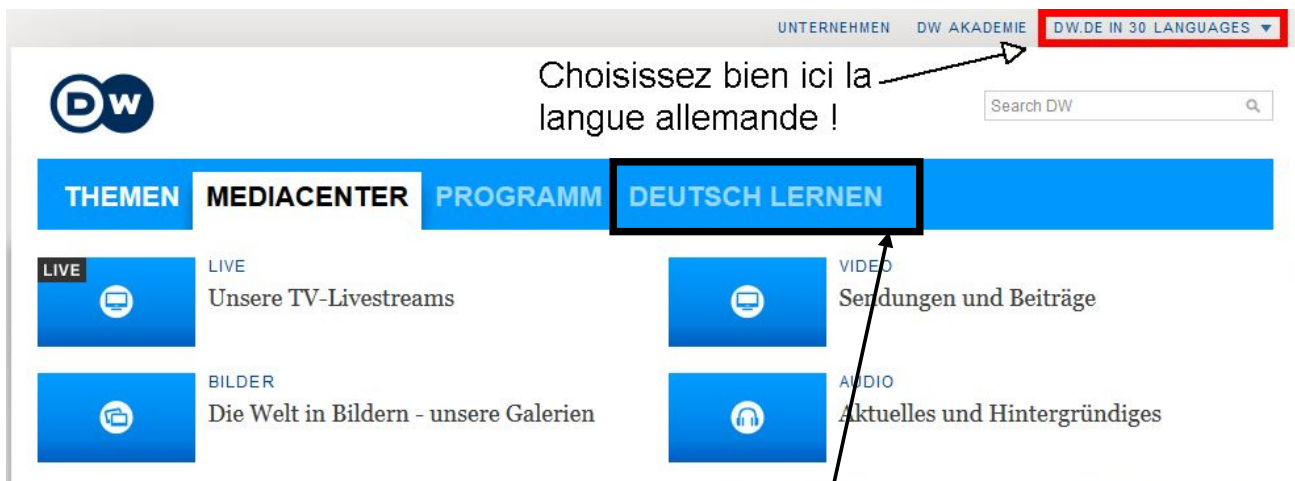 UNTERNEHMEN DW AKADEMIE DW.DE IN 30 LANGUAGES
DW
Choisissez bien ici la
langue allemande !
Search DW
THEMEN MEDIACENTER PROGRAMM DEUTSCH LERNEN
LIVE
LIVE
Unsere TV-Livestreams
VIDEO
Sendungen und Beiträge
BILDER
Die Welt in Bildern - unsere Galerien
AUDIO
Aktuelles und Hintergründiges